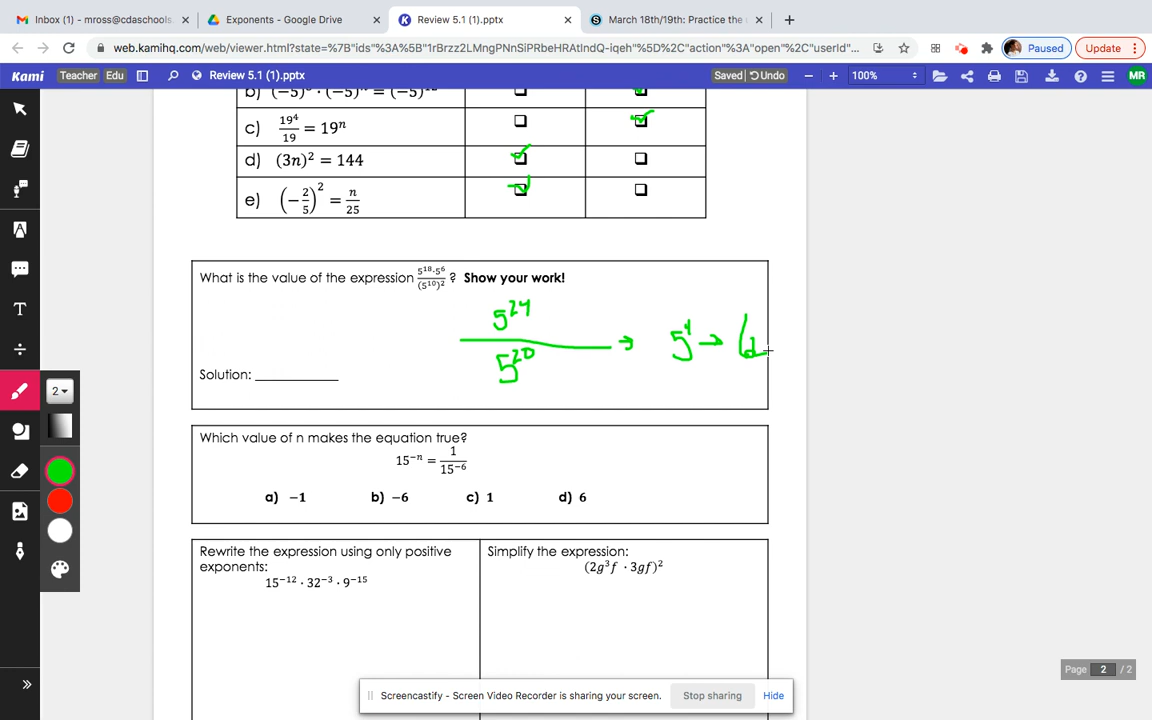 Inbox (1) - mross@cdaschools.
Exponents - Google Drive
Review 5.1 (1).pptx
March 18th/19th: Practice the
web.kamihq.com/web/viewer.html?state=%7B"ids"%3A%5B"1rBrzz2LMngPNnSiPRbeHRAtlndQ-iqeh"%5D%2C"action"%3A"open"%2C"userId"...
Paused
Update
Kami
Teacher
Edu
Review 5.1 (1).pptx
Saved
Undo
100%
MR
c) 19⁴/19 = 19ⁿ
d) (3n)² = 144
e) (−2/5)² = n/25
What is the value of the expression 5¹⁸·5⁶/(5¹⁰)² ? Show your work!
5²⁴
5²⁰
→ 5⁴ → 62
Solution: ____________
Which value of n makes the equation true?
15⁻ⁿ = 1/15⁻⁶
a) −1 b) −6 c) 1 d) 6
Rewrite the expression using only positive
exponents:
15⁻¹² · 32⁻³ · 9⁻¹⁵
Simplify the expression:
(2g³f · 3gf)²
T
2
Page 2 / 2
Screencastify - Screen Video Recorder is sharing your screen.
Stop sharing
Hide